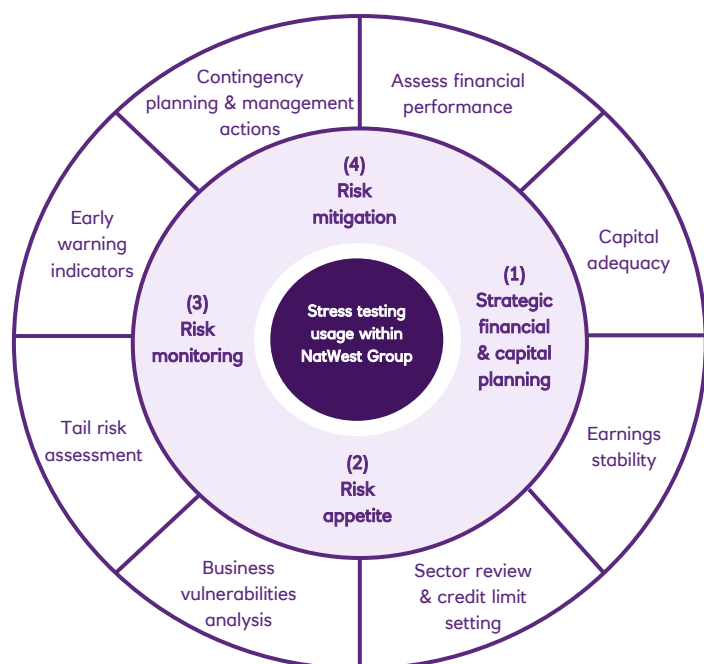 Contingency
planning & management
actions
Assess financial
performance
Early
warning
indicators
Capital
adequacy
Tail risk
assessment
Earnings
stability
Business
vulnerabilities
analysis
Sector review
& credit limit
setting
(4)
Risk
mitigation
(3)
Risk
monitoring
(1)
Strategic
financial
& capital
planning
(2)
Risk
appetite
Stress testing
usage within
NatWest Group